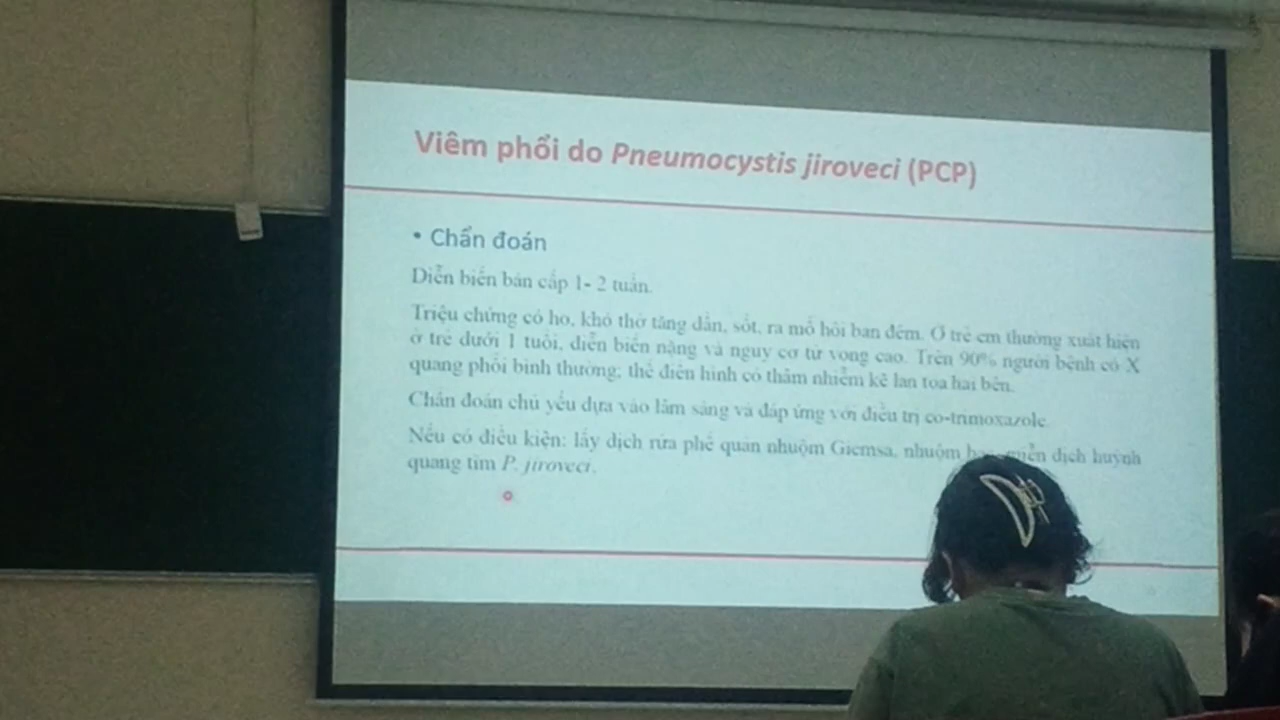 Viêm phổi do Pneumocystis jiroveci (PCP)
• Chẩn đoán
Diễn biến bán cấp 1- 2 tuần.
Triệu chứng có ho, khó thở tăng dần, sốt, ra mồ hôi ban đêm. Ở trẻ em thường xuất hiện
ở trẻ dưới 1 tuổi, diễn biến nặng và nguy cơ tử vong cao. Trên 90% người bệnh có X
quang phổi bình thường; thể điển hình có thâm nhiễm kẽ lan tỏa hai bên.
Chẩn đoán chủ yếu dựa vào lâm sàng và đáp ứng với điều trị co-trimoxazole.
Nếu có điều kiện: lấy dịch rửa phế quản nhuộm Giemsa, nhuộm dịch huỳnh
quang tìm P. jiroveci.